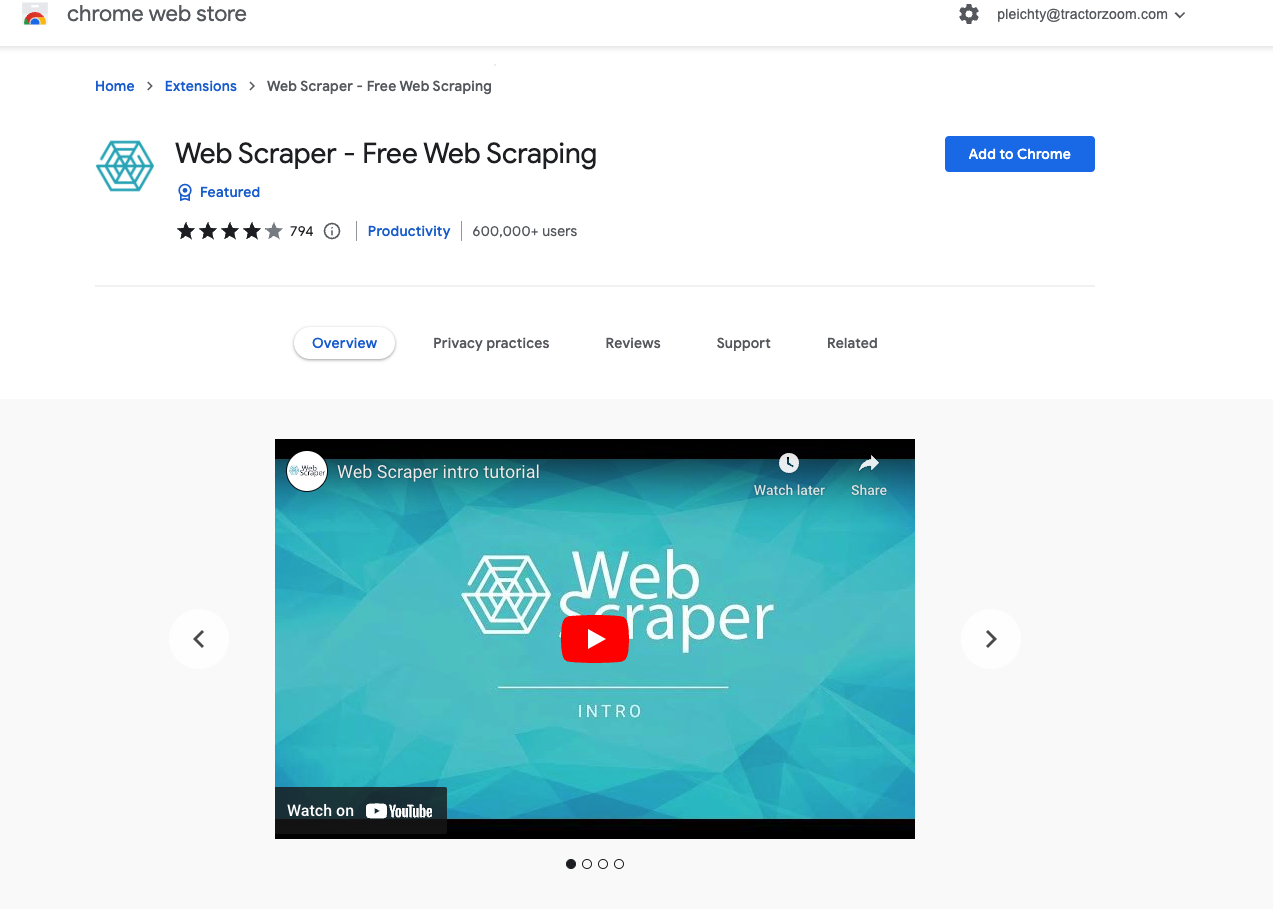 chrome web store
pleichty@tractorzoom.com
Home > Extensions > Web Scraper - Free Web Scraping
Web Scraper - Free Web Scraping
Add to Chrome
Featured
794 Productivity 600,000+ users
Overview Privacy practices Reviews Support Related
Web Scraper
Web Scraper intro tutorial
Watch later Share
Web
Scraper
INTRO
Watch on YouTube